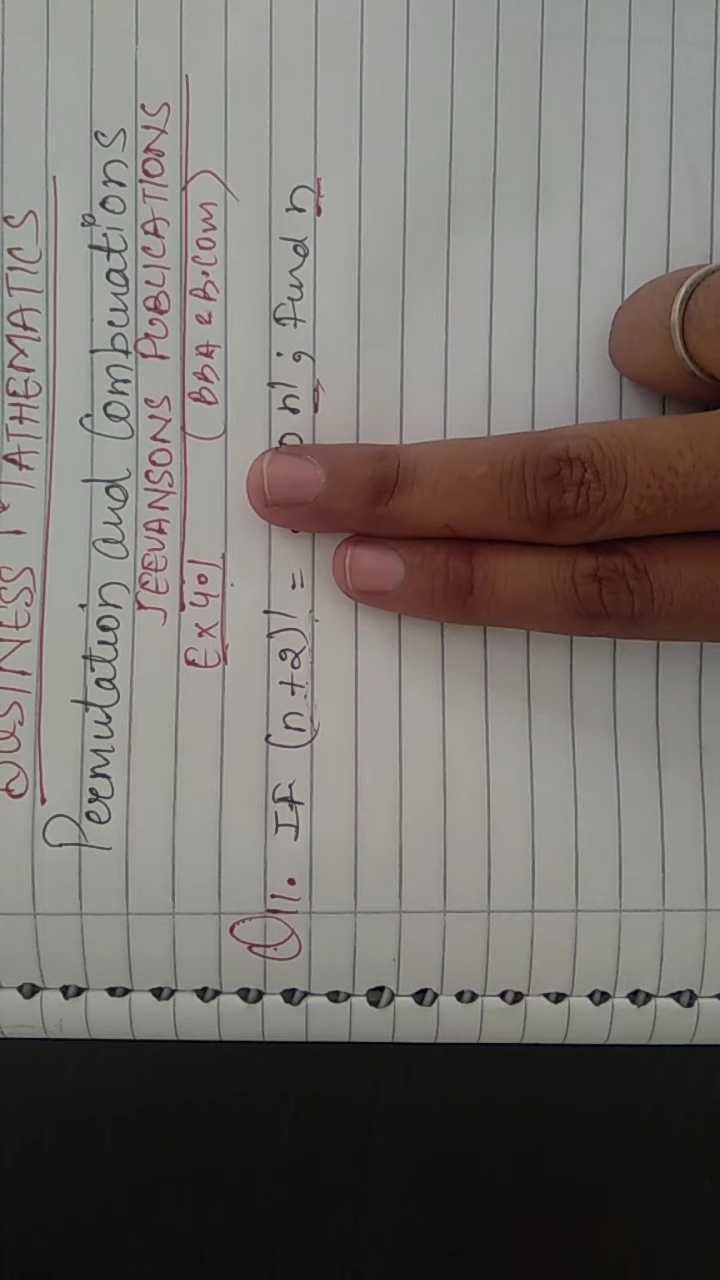 BUSINESS MATHEMATICS
Permutation and Combinations
JEEVANSONS PUBLICATIONS
Ex 4.1 (BBA & B.COM)
Q11. If (n+2)! = n!; find n